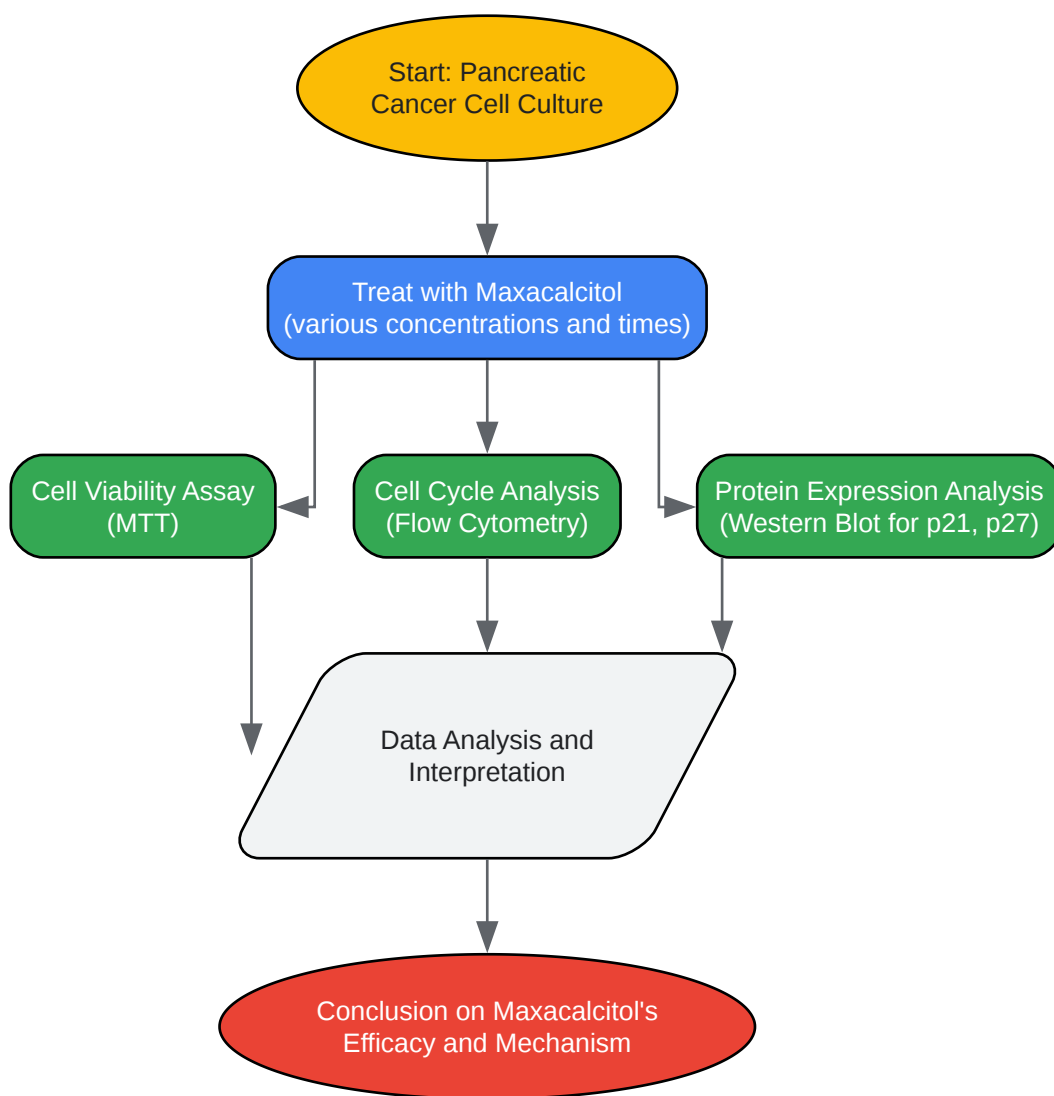 Start: Pancreatic
Cancer Cell Culture
Treat with Maxacalcitol
(various concentrations and times)
Cell Viability Assay
(MTT)
Cell Cycle Analysis
(Flow Cytometry)
Protein Expression Analysis
(Western Blot for p21, p27)
Data Analysis and
Interpretation
Conclusion on Maxacalcitol's
Efficacy and Mechanism